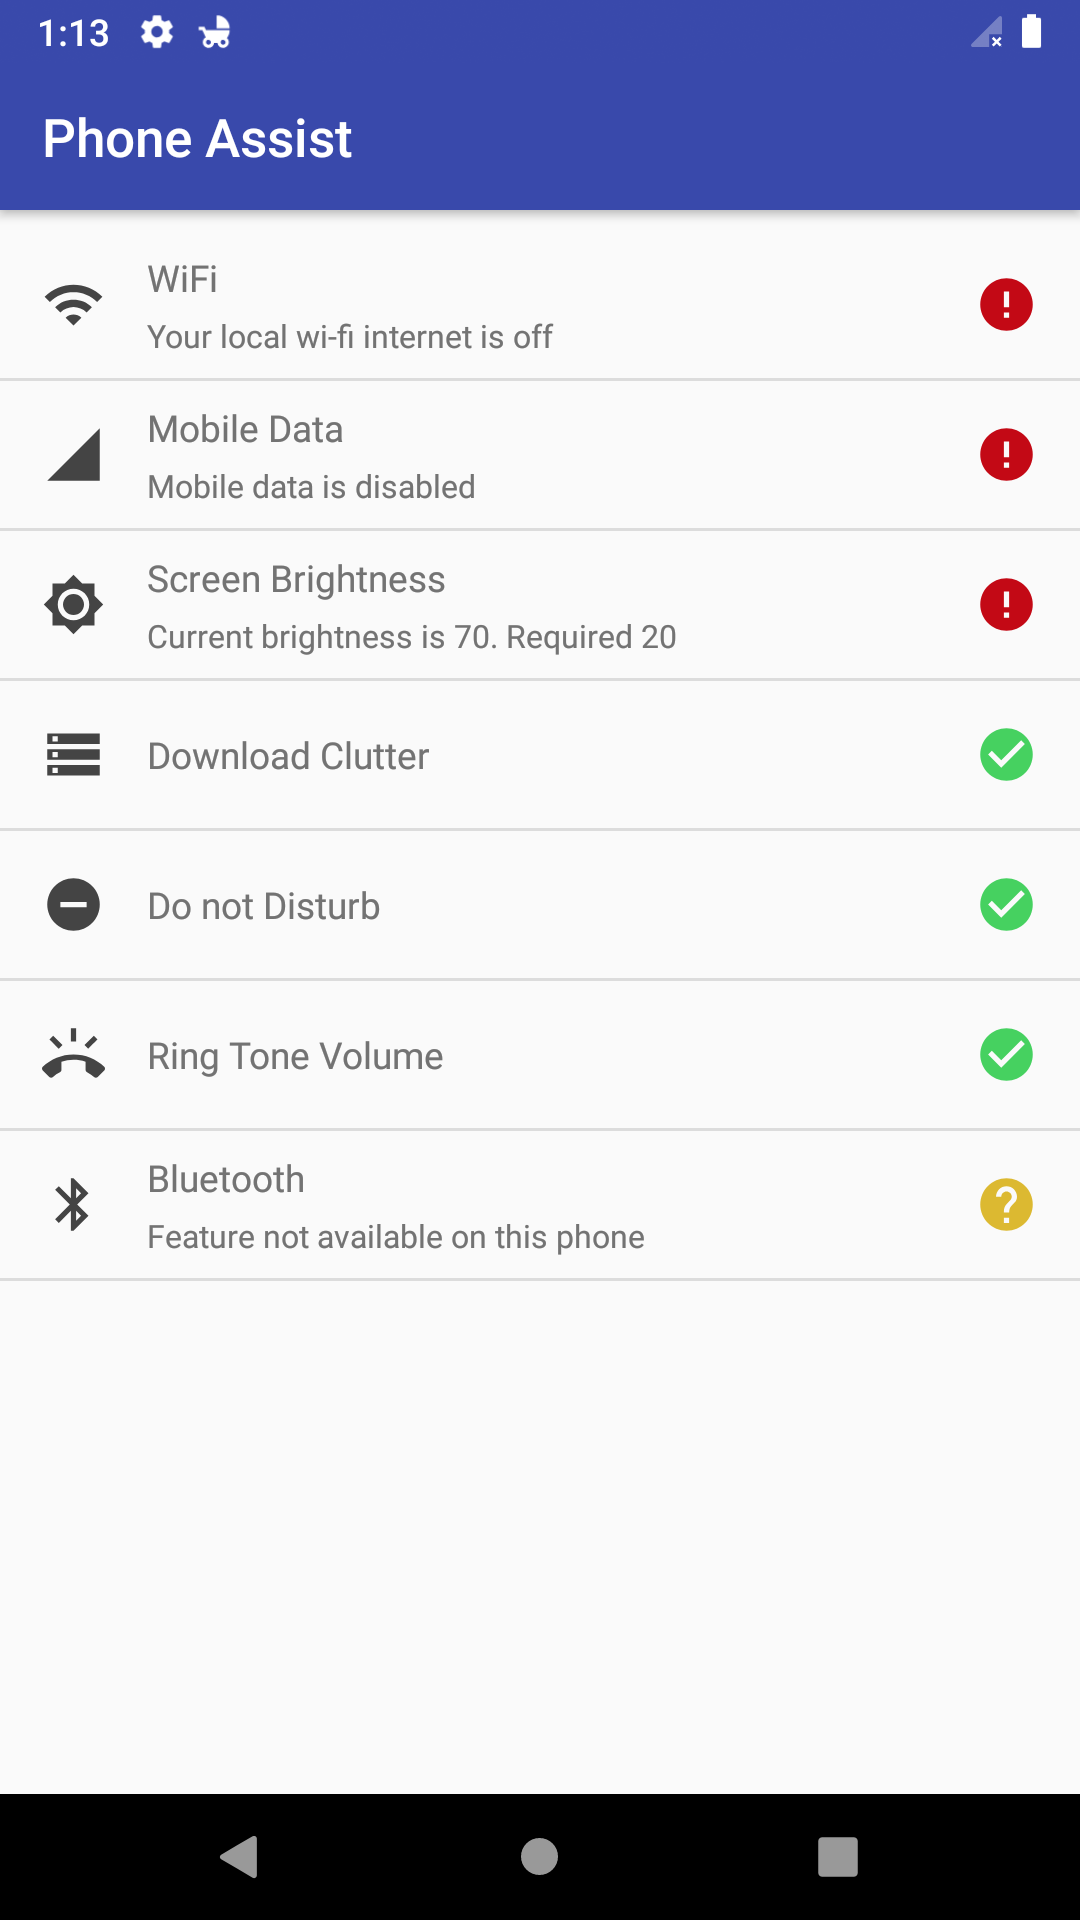 1:13
Phone Assist
WiFi
Your local wi-fi internet is off
Mobile Data
Mobile data is disabled
Screen Brightness
Current brightness is 70. Required 20
Download Clutter
Do not Disturb
Ring Tone Volume
Bluetooth
Feature not available on this phone